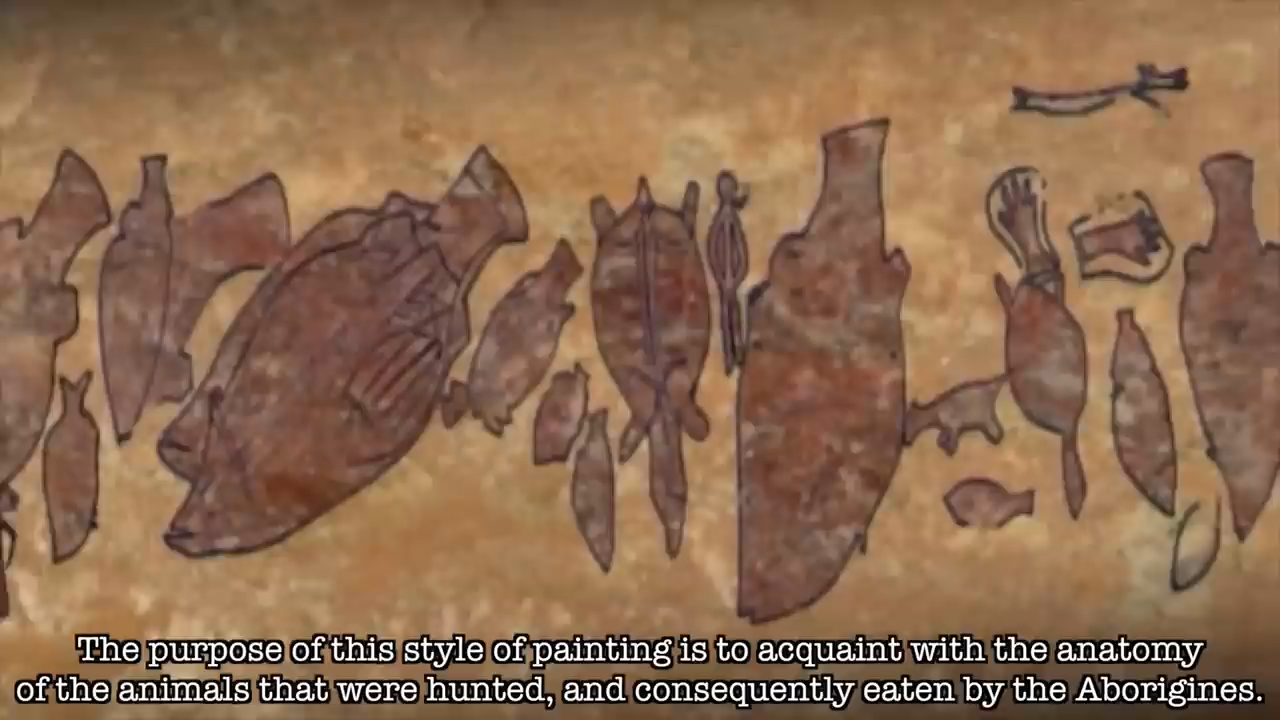 The purpose of this style of painting is to acquaint with the anatomy
of the animals that were hunted, and consequently eaten by the Aborigines.